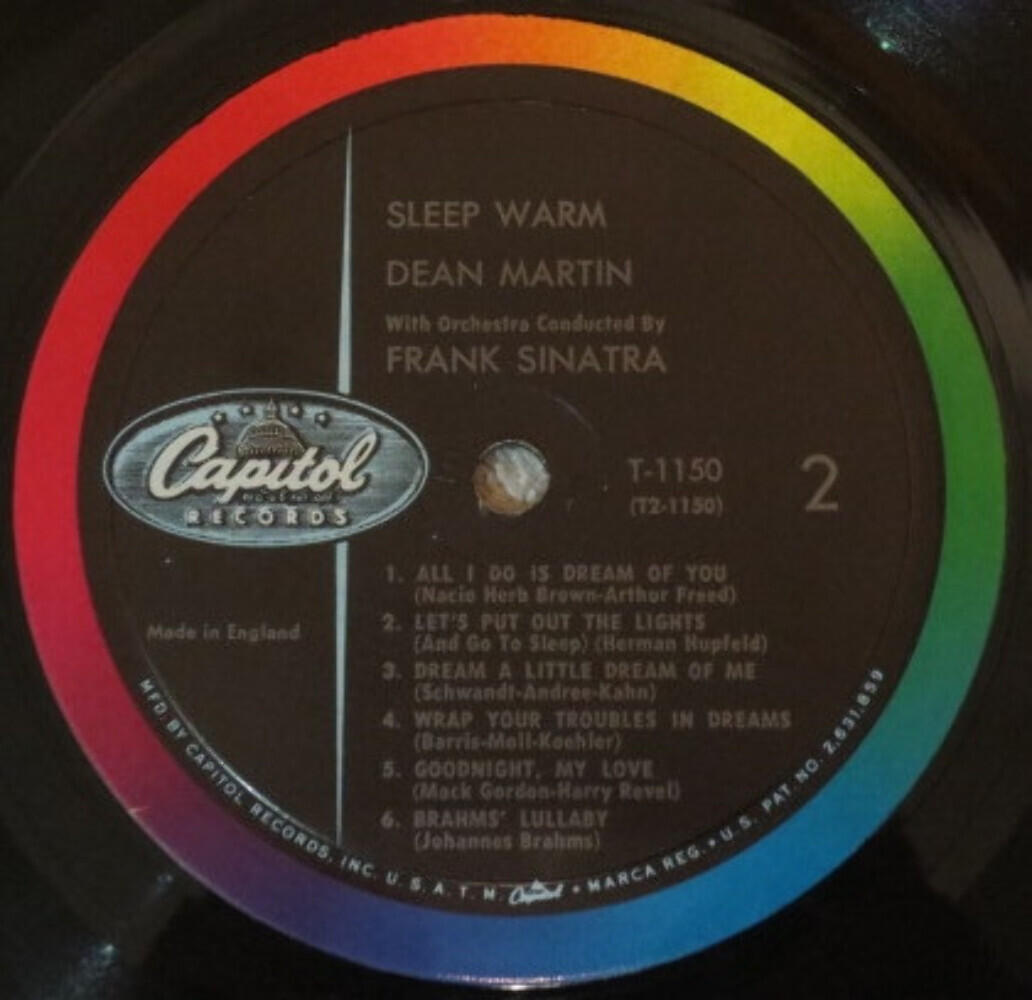 SLEEP WARM
DEAN MARTIN
With Orchestra Conducted By
FRANK SINATRA
Capitol
RECORDS
T-1150
(T2-1150)
2
Made in England
1. ALL I DO IS DREAM OF YOU
(Nacio Herb Brown-Arthur Freed)
2. LET'S PUT OUT THE LIGHTS
(And Go To Sleep) (Herman Hupfeld)
3. DREAM A LITTLE DREAM OF ME
(Schwandt-Andree-Kahn)
4. WRAP YOUR TROUBLES IN DREAMS
(Barris-Moll-Koehler)
5. GOODNIGHT, MY LOVE
(Mack Gordon-Harry Revel)
6. BRAHMS' LULLABY
(Johannes Brahms)
MFD. BY CAPITOL RECORDS, INC. U. S. A. T. M. Capitol • MARCA REG. • U. S. PAT. NO. 2,631,859